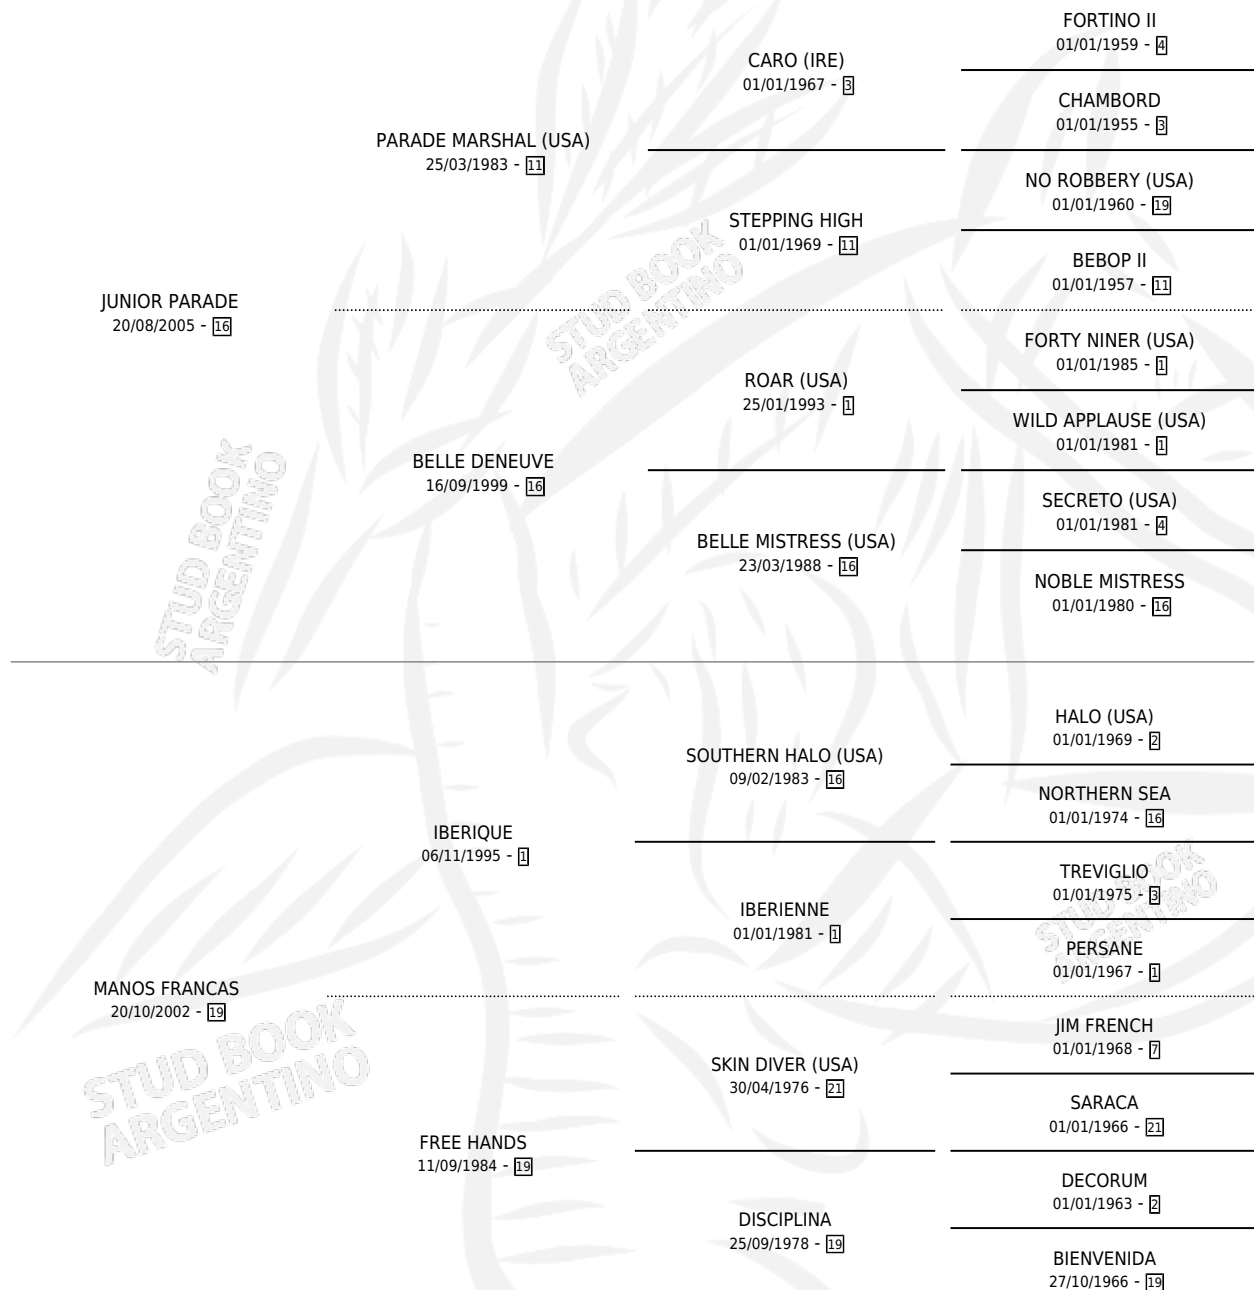 FORTINO II
01/01/1959 - 4
CARO (IRE)
01/01/1967 - 3
CHAMBORD
01/01/1955 - 3
PARADE MARSHAL (USA)
25/03/1983 - 11
NO ROBBERY (USA)
01/01/1960 - 19
STEPPING HIGH
01/01/1969 - 11
BEBOP II
01/01/1957 - 11
JUNIOR PARADE
20/08/2005 - 16
FORTY NINER (USA)
01/01/1985 - 1
ROAR (USA)
25/01/1993 - 1
WILD APPLAUSE (USA)
01/01/1981 - 1
BELLE DENEUVE
16/09/1999 - 16
SECRETO (USA)
01/01/1981 - 4
BELLE MISTRESS (USA)
23/03/1988 - 16
NOBLE MISTRESS
01/01/1980 - 16
STUD BOOK
ARGENTINO
STUD BOOK
ARGENTINO
HALO (USA)
01/01/1969 - 2
SOUTHERN HALO (USA)
09/02/1983 - 16
NORTHERN SEA
01/01/1974 - 16
IBERIQUE
06/11/1995 - 1
TREVIGLIO
01/01/1975 - 3
IBERIENNE
01/01/1981 - 1
PERSANE
01/01/1967 - 1
STUD BOOK
ARGENTINO
MANOS FRANCAS
20/10/2002 - 19
JIM FRENCH
01/01/1968 - 7
SKIN DIVER (USA)
30/04/1976 - 21
SARACA
01/01/1966 - 21
FREE HANDS
11/09/1984 - 19
DECORUM
01/01/1963 - 2
DISCIPLINA
25/09/1978 - 19
BIENVENIDA
27/10/1966 - 19
STUD BOOK
ARGENTINO